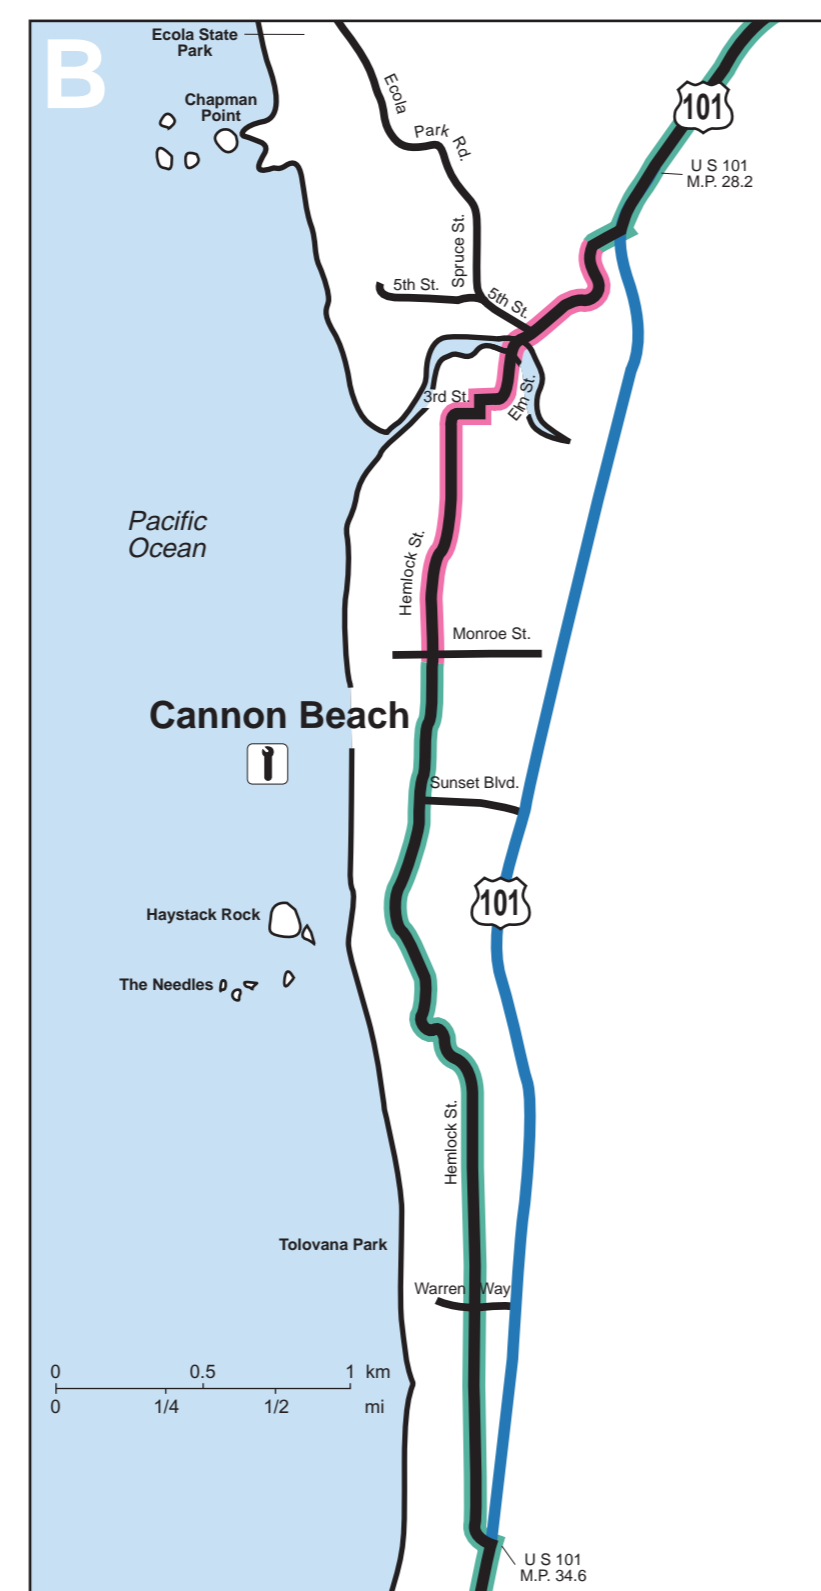 B
Ecola State
Park
Chapman
Point
Ecola
Park Rd.
101
U S 101
M.P. 28.2
Spruce St.
5th St.
5th St.
3rd St.
Elm St.
Pacific
Ocean
Hemlock St.
Monroe St.
Cannon Beach
Sunset Blvd.
101
Haystack Rock
The Needles
Hemlock St.
Tolovana Park
Warren Way
0 0.5 1 km
0 1/4 1/2 mi
U S 101
M.P. 34.6